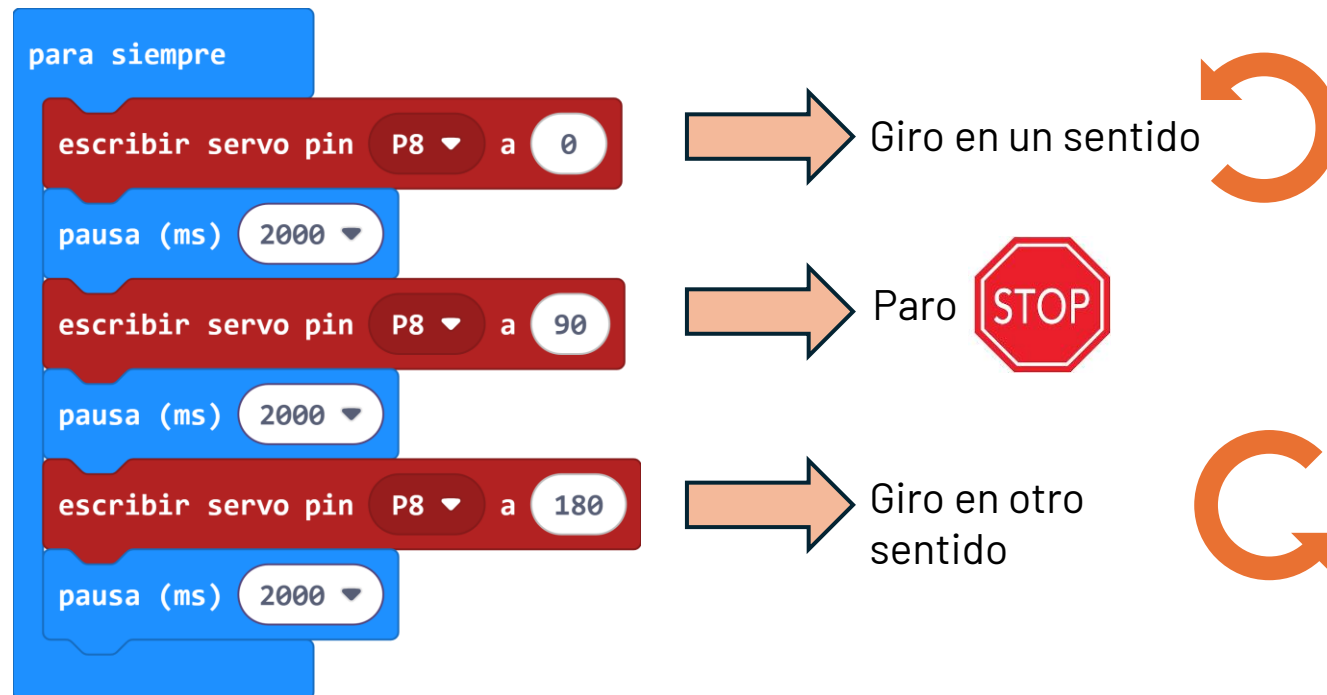 para siempre
escribir servo pin P8 a 0
Giro en un sentido
pausa (ms) 2000
escribir servo pin P8 a 90
Paro STOP
pausa (ms) 2000
escribir servo pin P8 a 180
Giro en otro
sentido
pausa (ms) 2000